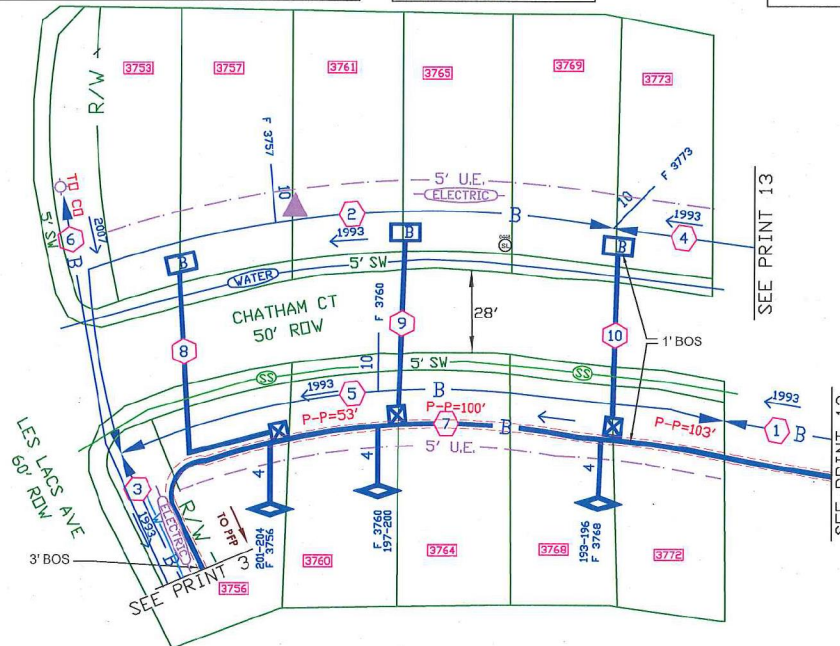 3753
3757
3761
3765
3769
3773
R/W
F 3757
10
5' U.E.
ELECTRIC
10
F 3773
SEE PRINT 13
TO CO
5' SW
2007
6
B
2
1993
B
B
SL
1993
4
B
B
5' SW
WATER
CHATHAM CT
50' ROW
28'
8
9
10
F 3760
10
1' BOS
SS
5' SW
SS
5
1993
B
1993
1
B
P-P=53'
P-P=100'
7
B
P-P=103'
5' U.E.
LES LACS AVE
60' ROW
3
1993
ELECTRIC
B
R/W
TO PFP
4
4
4
201-204
F 3756
F 3760
197-200
193-196
F 3768
3' BOS
SEE PRINT 3
3756
3760
3764
3768
3772